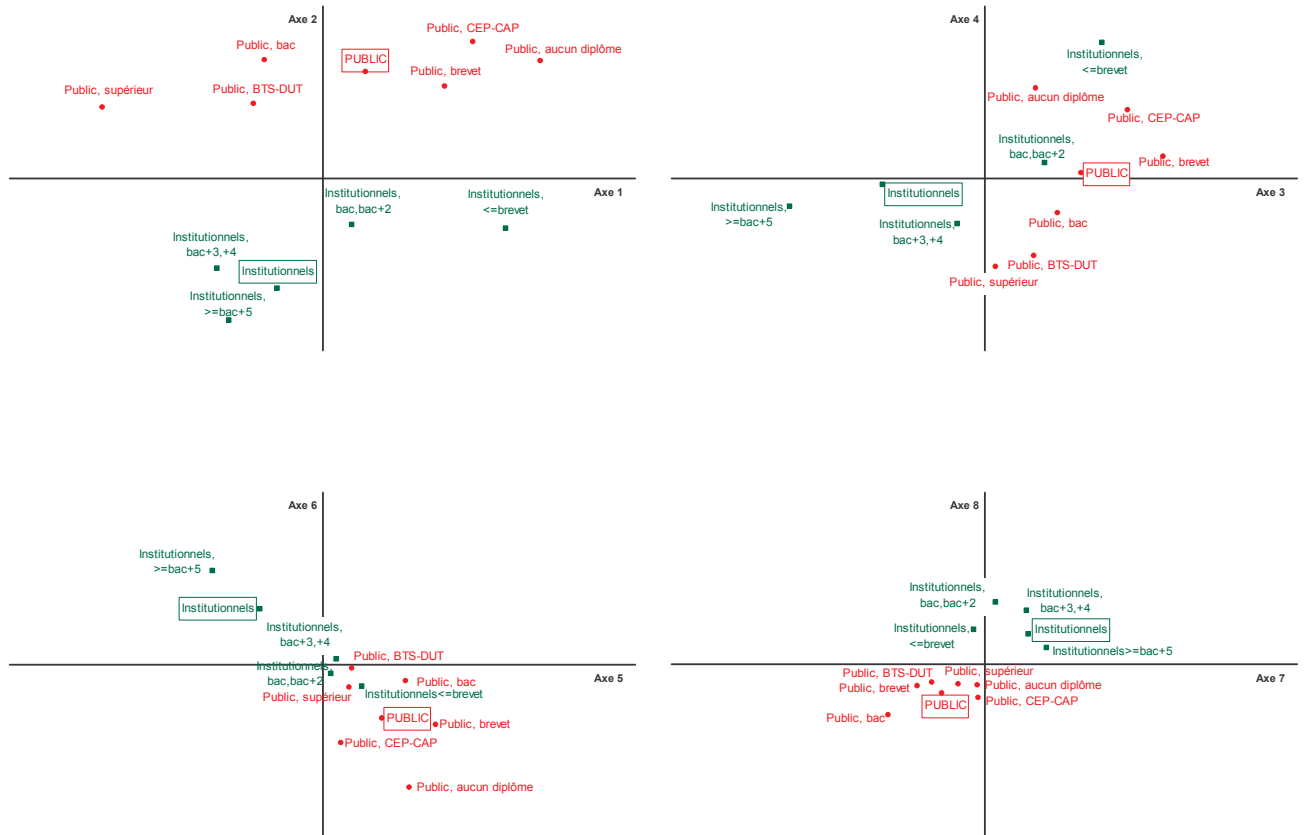 Axe 2
Public, CEP-CAP
Public, bac
PUBLIC
Public, aucun diplôme
Public, brevet
Public, supérieur
Public, BTS-DUT
Axe 1
Institutionnels,
bac,bac+2
Institutionnels,
<=brevet
Institutionnels,
bac+3,+4
Institutionnels
Institutionnels,
>=bac+5
Axe 4
Institutionnels,
<=brevet
Public, aucun diplôme
Public, CEP-CAP
Institutionnels,
bac,bac+2
Public, brevet
PUBLIC
Axe 3
Institutionnels
Institutionnels,
>=bac+5
Institutionnels,
bac+3,+4
Public, bac
Public, BTS-DUT
Public, supérieur
Axe 6
Institutionnels,
>=bac+5
Institutionnels
Institutionnels,
bac+3,+4
Public, BTS-DUT
Institutionnels,
bac,bac+2
Axe 5
Public, bac
Public, supérieur
Institutionnels<=brevet
PUBLIC
Public, brevet
Public, CEP-CAP
Public, aucun diplôme
Axe 8
Institutionnels,
bac,bac+2
Institutionnels,
bac+3,+4
Institutionnels,
<=brevet
Institutionnels
Institutionnels>=bac+5
Public, BTS-DUT
Public, supérieur
Axe 7
Public, brevet
Public, aucun diplôme
PUBLIC
Public, CEP-CAP
Public, bac